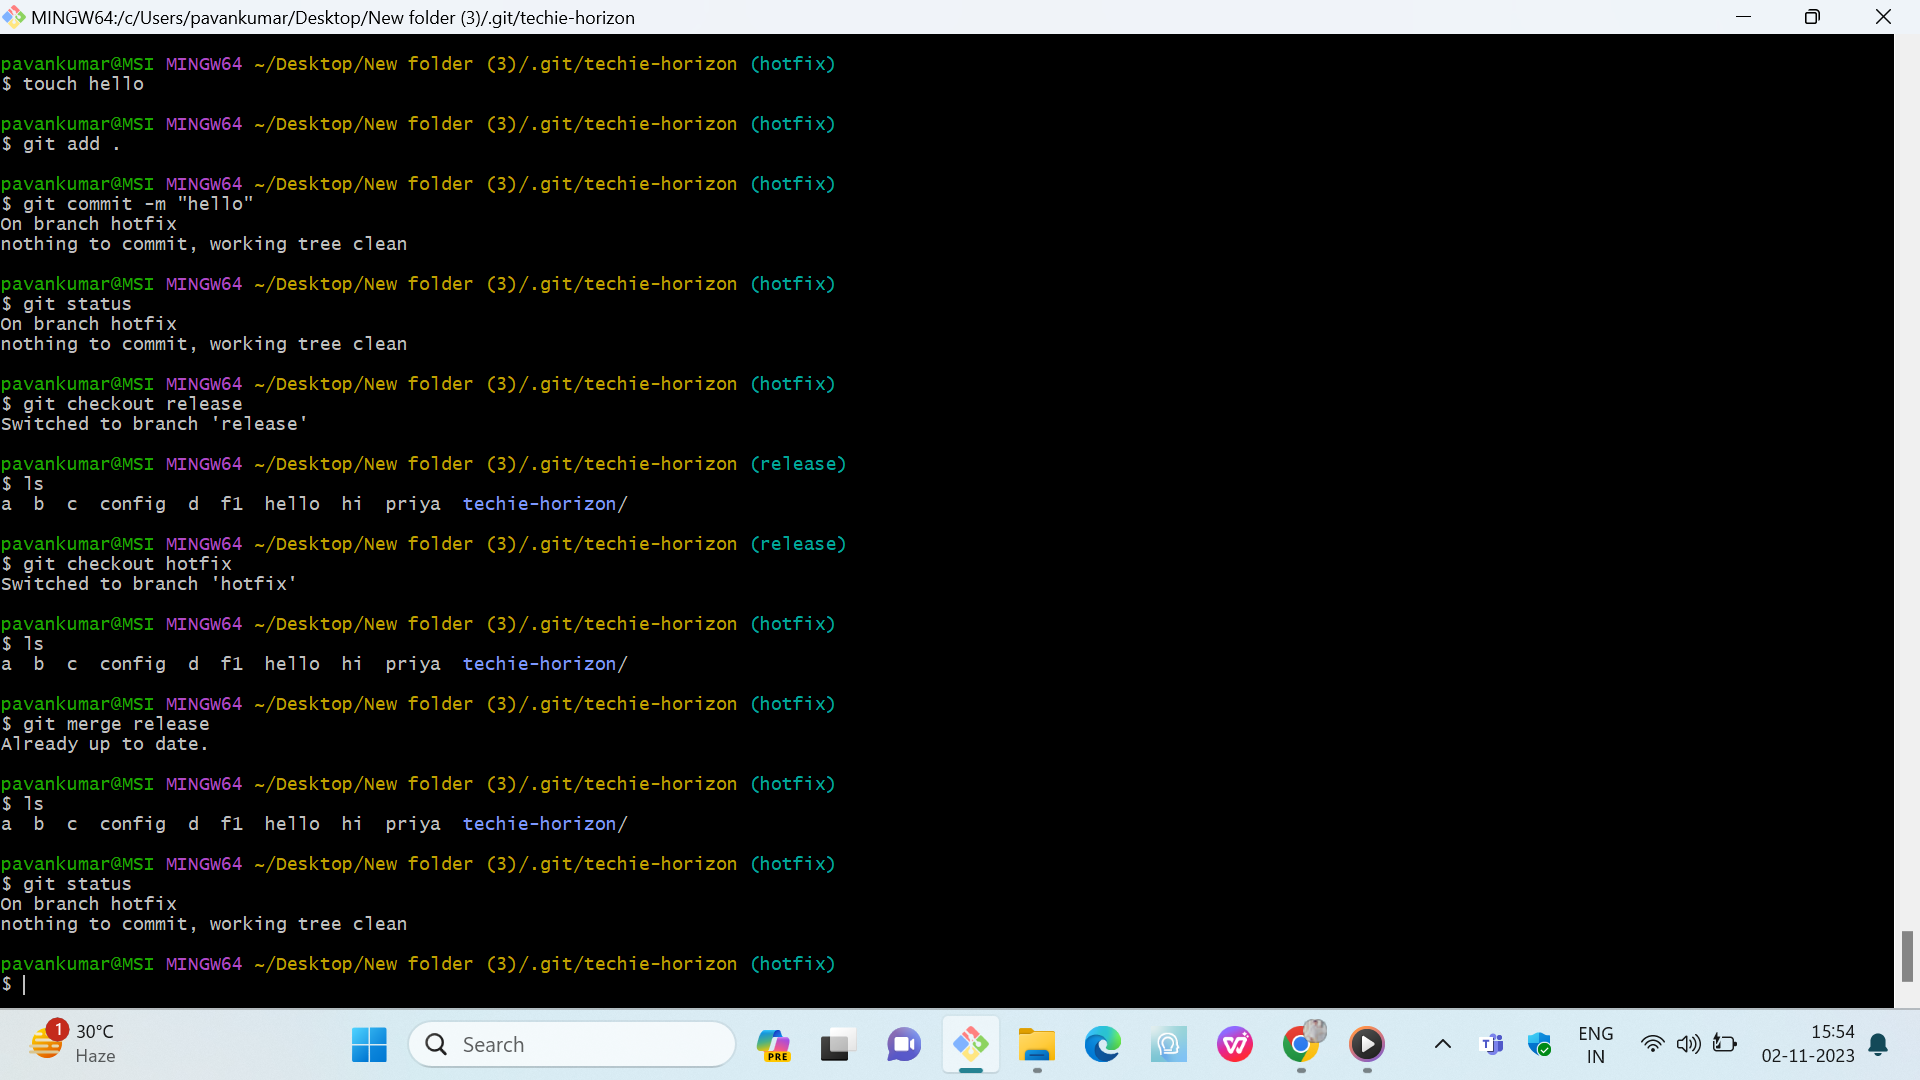 MINGW64:/c/Users/pavankumar/Desktop/New folder (3)/.git/techie-horizon
pavankumar@MSI MINGW64 ~/Desktop/New folder (3)/.git/techie-horizon (hotfix)
$ touch hello
pavankumar@MSI MINGW64 ~/Desktop/New folder (3)/.git/techie-horizon (hotfix)
$ git add .
pavankumar@MSI MINGW64 ~/Desktop/New folder (3)/.git/techie-horizon (hotfix)
$ git commit -m "hello"
On branch hotfix
nothing to commit, working tree clean
pavankumar@MSI MINGW64 ~/Desktop/New folder (3)/.git/techie-horizon (hotfix)
$ git status
On branch hotfix
nothing to commit, working tree clean
pavankumar@MSI MINGW64 ~/Desktop/New folder (3)/.git/techie-horizon (hotfix)
$ git checkout release
Switched to branch 'release'
pavankumar@MSI MINGW64 ~/Desktop/New folder (3)/.git/techie-horizon (release)
$ ls
a  b  c  config  d  f1  hello  hi  priya  techie-horizon/
pavankumar@MSI MINGW64 ~/Desktop/New folder (3)/.git/techie-horizon (release)
$ git checkout hotfix
Switched to branch 'hotfix'
pavankumar@MSI MINGW64 ~/Desktop/New folder (3)/.git/techie-horizon (hotfix)
$ ls
a  b  c  config  d  f1  hello  hi  priya  techie-horizon/
pavankumar@MSI MINGW64 ~/Desktop/New folder (3)/.git/techie-horizon (hotfix)
$ git merge release
Already up to date.
pavankumar@MSI MINGW64 ~/Desktop/New folder (3)/.git/techie-horizon (hotfix)
$ ls
a  b  c  config  d  f1  hello  hi  priya  techie-horizon/
pavankumar@MSI MINGW64 ~/Desktop/New folder (3)/.git/techie-horizon (hotfix)
$ git status
On branch hotfix
nothing to commit, working tree clean
pavankumar@MSI MINGW64 ~/Desktop/New folder (3)/.git/techie-horizon (hotfix)
$
1
30°C
Haze
Search
PRE
ENG
IN
15:54
02-11-2023